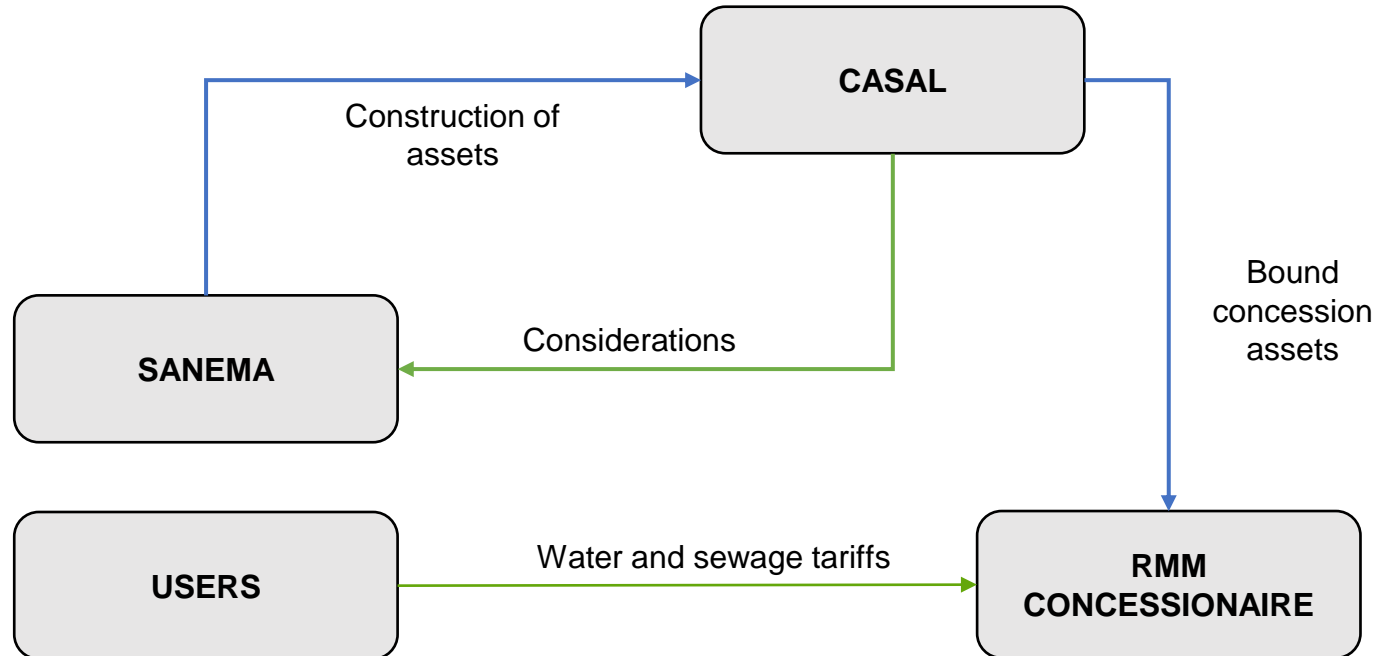 CASAL
Construction of
assets
Bound
concession
assets
Considerations
SANEMA
Water and sewage tariffs
USERS
RMM
CONCESSIONAIRE